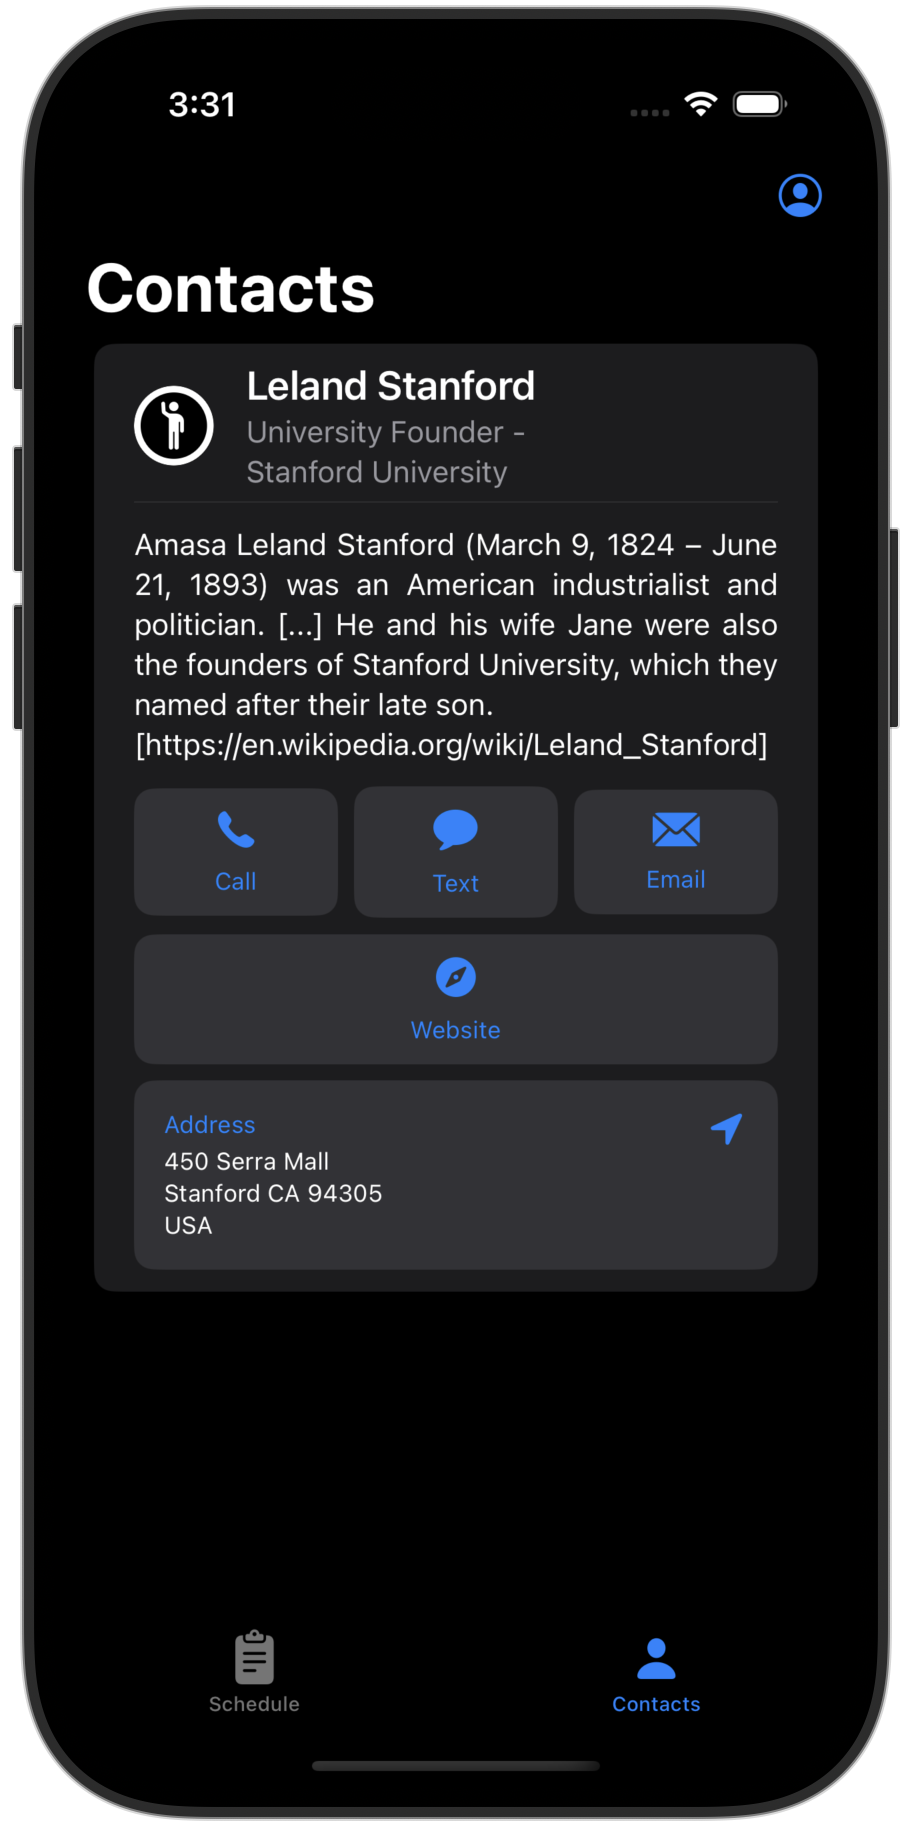 3:31
Contacts
Leland Stanford
University Founder -
Stanford University
Amasa Leland Stanford (March 9, 1824 – June
21, 1893) was an American industrialist and
politician. [...] He and his wife Jane were also
the founders of Stanford University, which they
named after their late son.
[https://en.wikipedia.org/wiki/Leland_Stanford]
Call
Text
Email
Website
Address
450 Serra Mall
Stanford CA 94305
USA
Schedule
Contacts